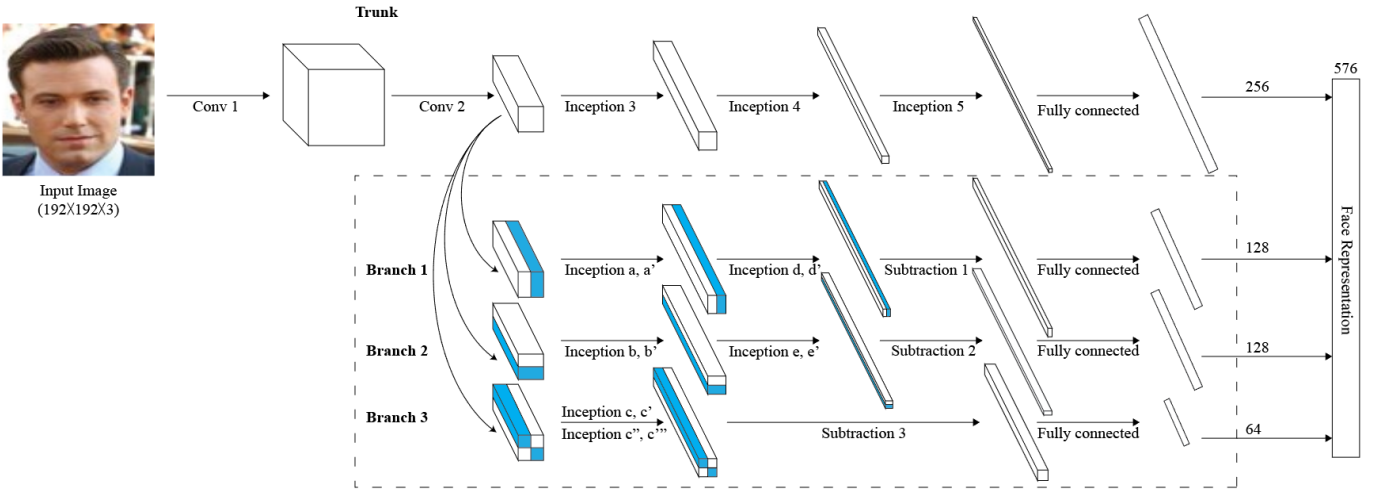 Trunk
Conv 1
Conv 2
Inception 3
Inception 4
Inception 5
Fully connected
256
576
Input Image
(192X192X3)
Branch 1
Inception a, a’
Inception d, d’
Subtraction 1
Fully connected
128
Branch 2
Inception b, b’
Inception e, e’
Subtraction 2
Fully connected
128
Branch 3
Inception c, c’
Inception c’’, c’’’
Subtraction 3
Fully connected
64
Face Representation